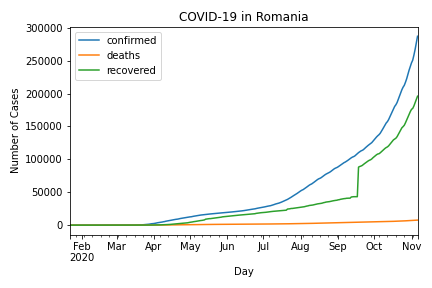 COVID-19 in Romania
confirmed
deaths
recovered
Number of Cases
300000
250000
200000
150000
100000
50000
0
Feb Mar Apr May Jun Jul Aug Sep Oct Nov
2020
Day